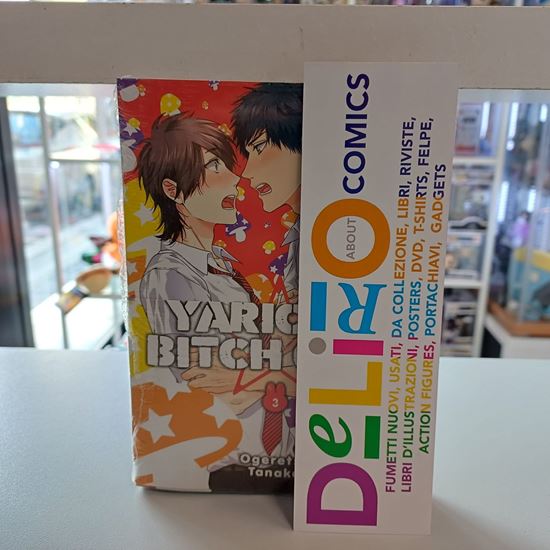 YARIC
BITCH C
3
Ogeret
Tanaka
DeLiRiO
ABOUT
COMICS
FUMETTI NUOVI, USATI, DA COLLEZIONE, LIBRI, RIVISTE,
LIBRI D'ILLUSTRAZIONI, POSTERS, DVD, T-SHIRTS, FELPE,
ACTION FIGURES, PORTACHIAVI, GADGETS